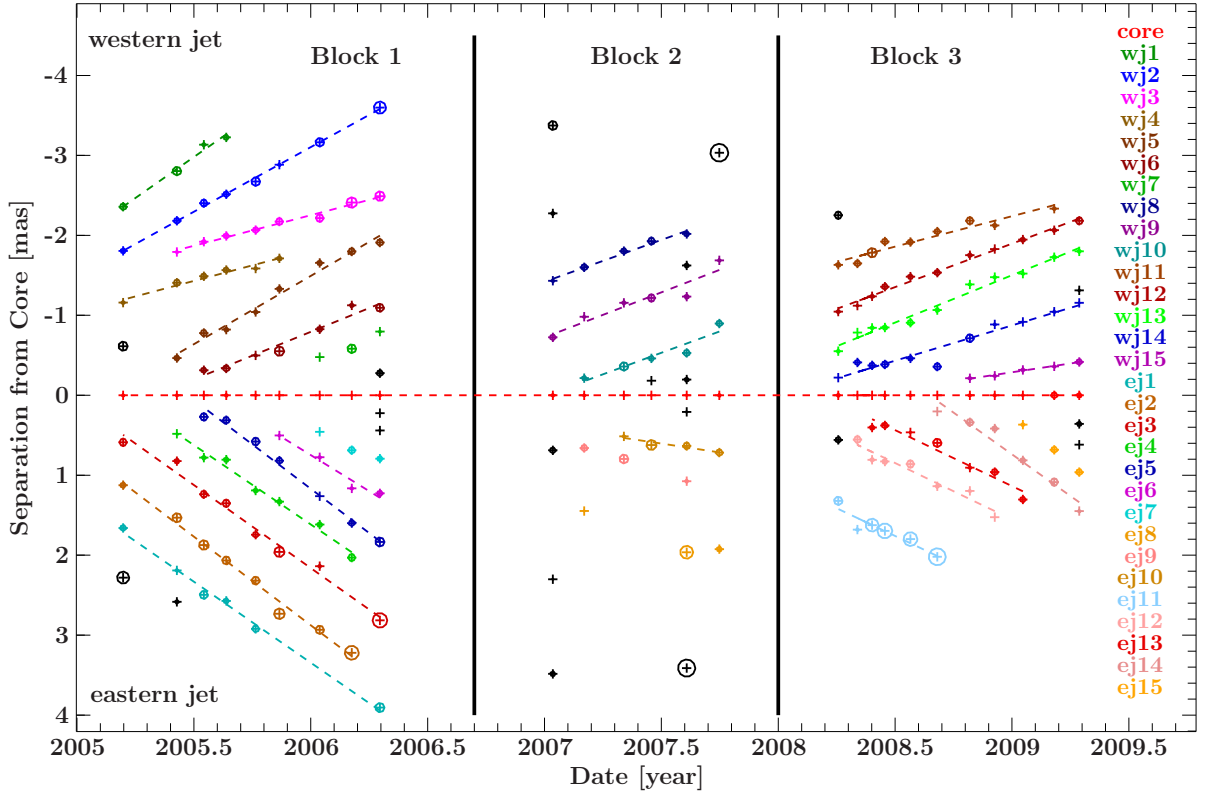 western jet
Block 1
Block 2
Block 3
eastern jet
Separation from Core [mas]
-4
-3
-2
-1
0
1
2
3
4
2005
2005.5
2006
2006.5
2007
2007.5
2008
2008.5
2009
2009.5
Date [year]
core
wj1
wj2
wj3
wj4
wj5
wj6
wj7
wj8
wj9
wj10
wj11
wj12
wj13
wj14
wj15
ej1
ej2
ej3
ej4
ej5
ej6
ej7
ej8
ej9
ej10
ej11
ej12
ej13
ej14
ej15